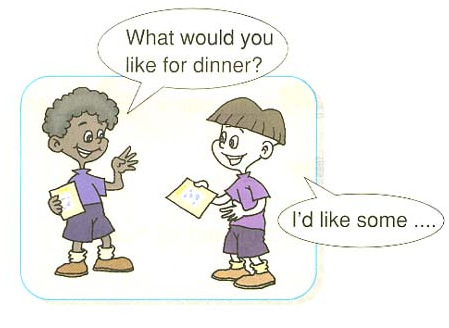 What would you
like for dinner?
I'd like some ....